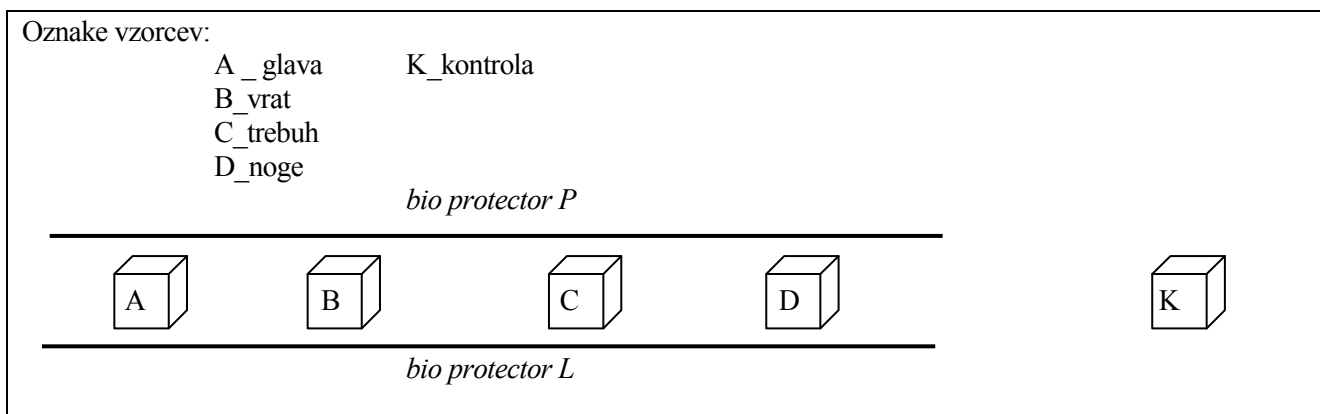 Oznake vzorcev:
A _ glava K_kontrola
B_vrat
C_trebuh
D_noge
bio protector P
A B C D K
bio protector L